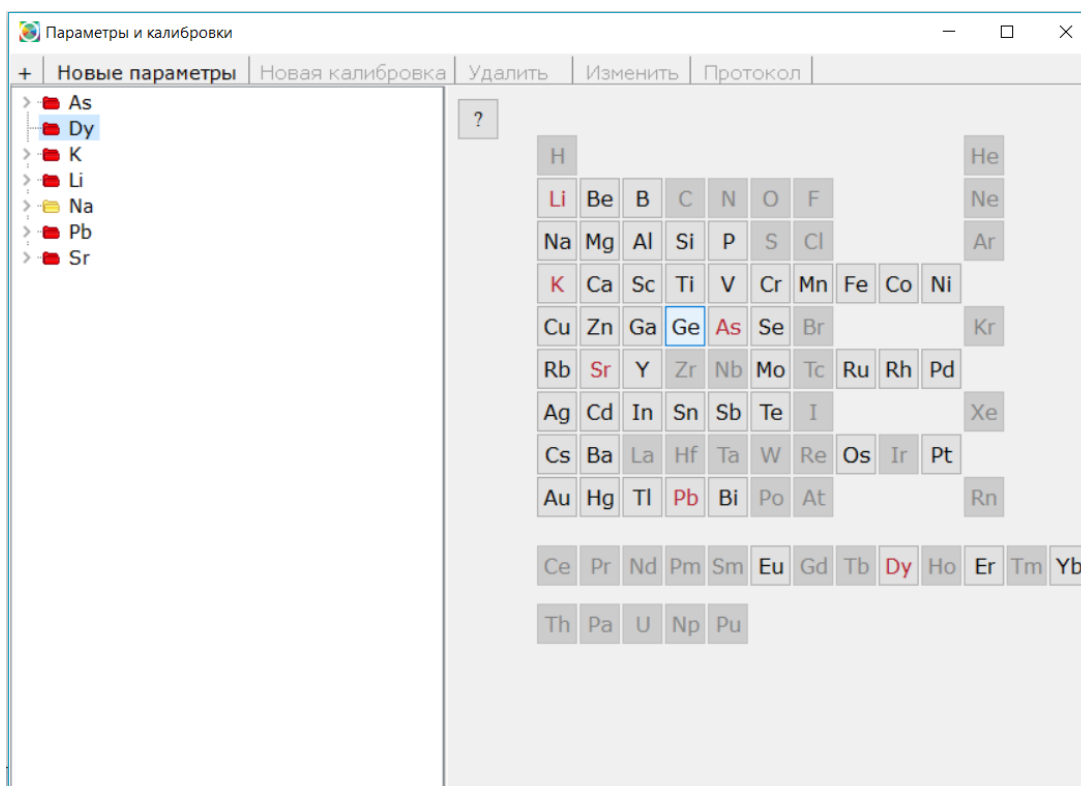 Параметры и калибровки
+ Новые параметры Новая калибровка Удалить Изменить Протокол
As
Dy
K
Li
Na
Pb
Sr
?
H He
Li Be B C N O F Ne
Na Mg Al Si P S Cl Ar
K Ca Sc Ti V Cr Mn Fe Co Ni
Cu Zn Ga Ge As Se Br Kr
Rb Sr Y Zr Nb Mo Tc Ru Rh Pd
Ag Cd In Sn Sb Te I Xe
Cs Ba La Hf Ta W Re Os Ir Pt
Au Hg Tl Pb Bi Po At Rn
Ce Pr Nd Pm Sm Eu Gd Tb Dy Ho Er Tm Yb
Th Pa U Np Pu